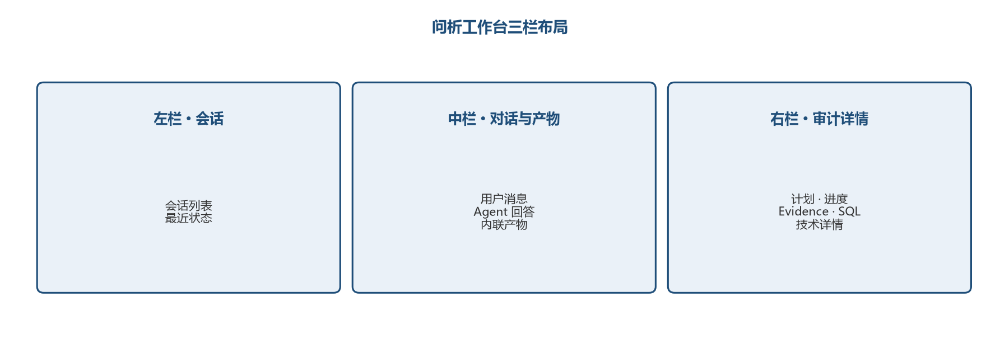 问析工作台三栏布局
左栏 · 会话
会话列表
最近状态
中栏 · 对话与产物
用户消息
Agent 回答
内联产物
右栏 · 审计详情
计划 · 进度
Evidence · SQL
技术详情